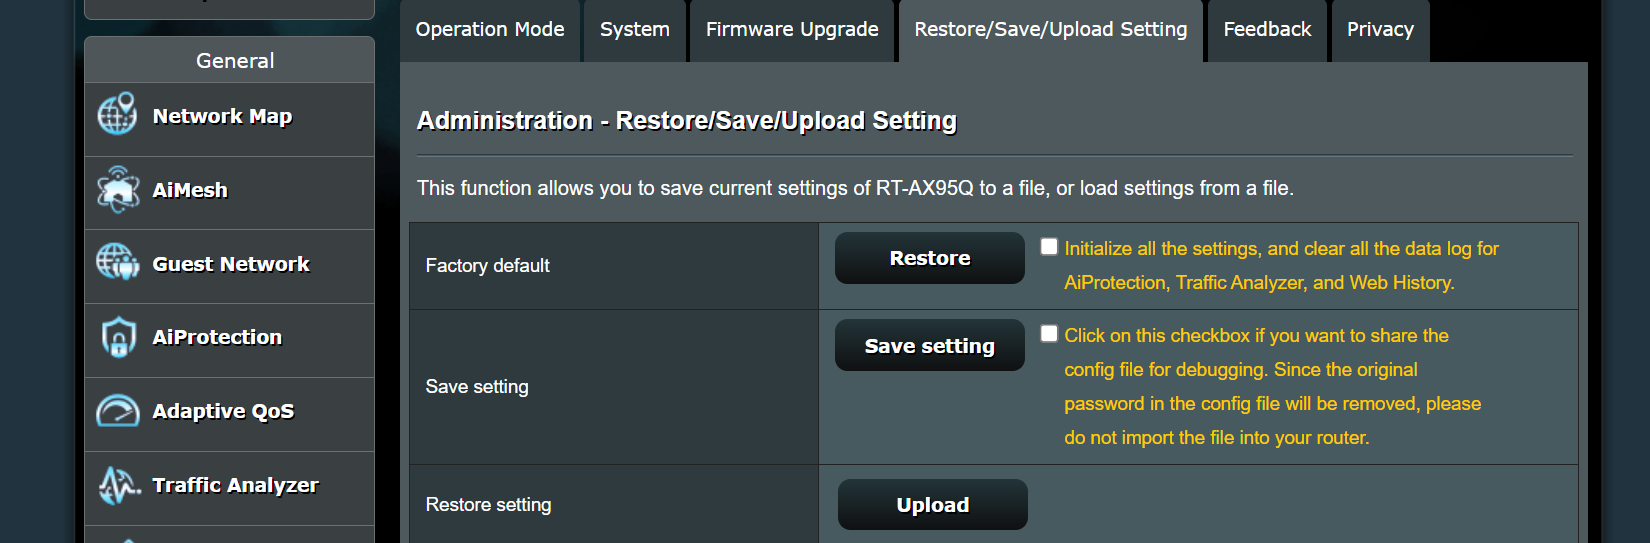 Operation Mode
System
Firmware Upgrade
Restore/Save/Upload Setting
Feedback
Privacy
General
Network Map
AiMesh
Guest Network
AiProtection
Adaptive QoS
Traffic Analyzer
Administration - Restore/Save/Upload Setting
This function allows you to save current settings of RT-AX95Q to a file, or load settings from a file.
Factory default
Restore
Initialize all the settings, and clear all the data log for
AiProtection, Traffic Analyzer, and Web History.
Save setting
Save setting
Click on this checkbox if you want to share the
config file for debugging. Since the original
password in the config file will be removed, please
do not import the file into your router.
Restore setting
Upload